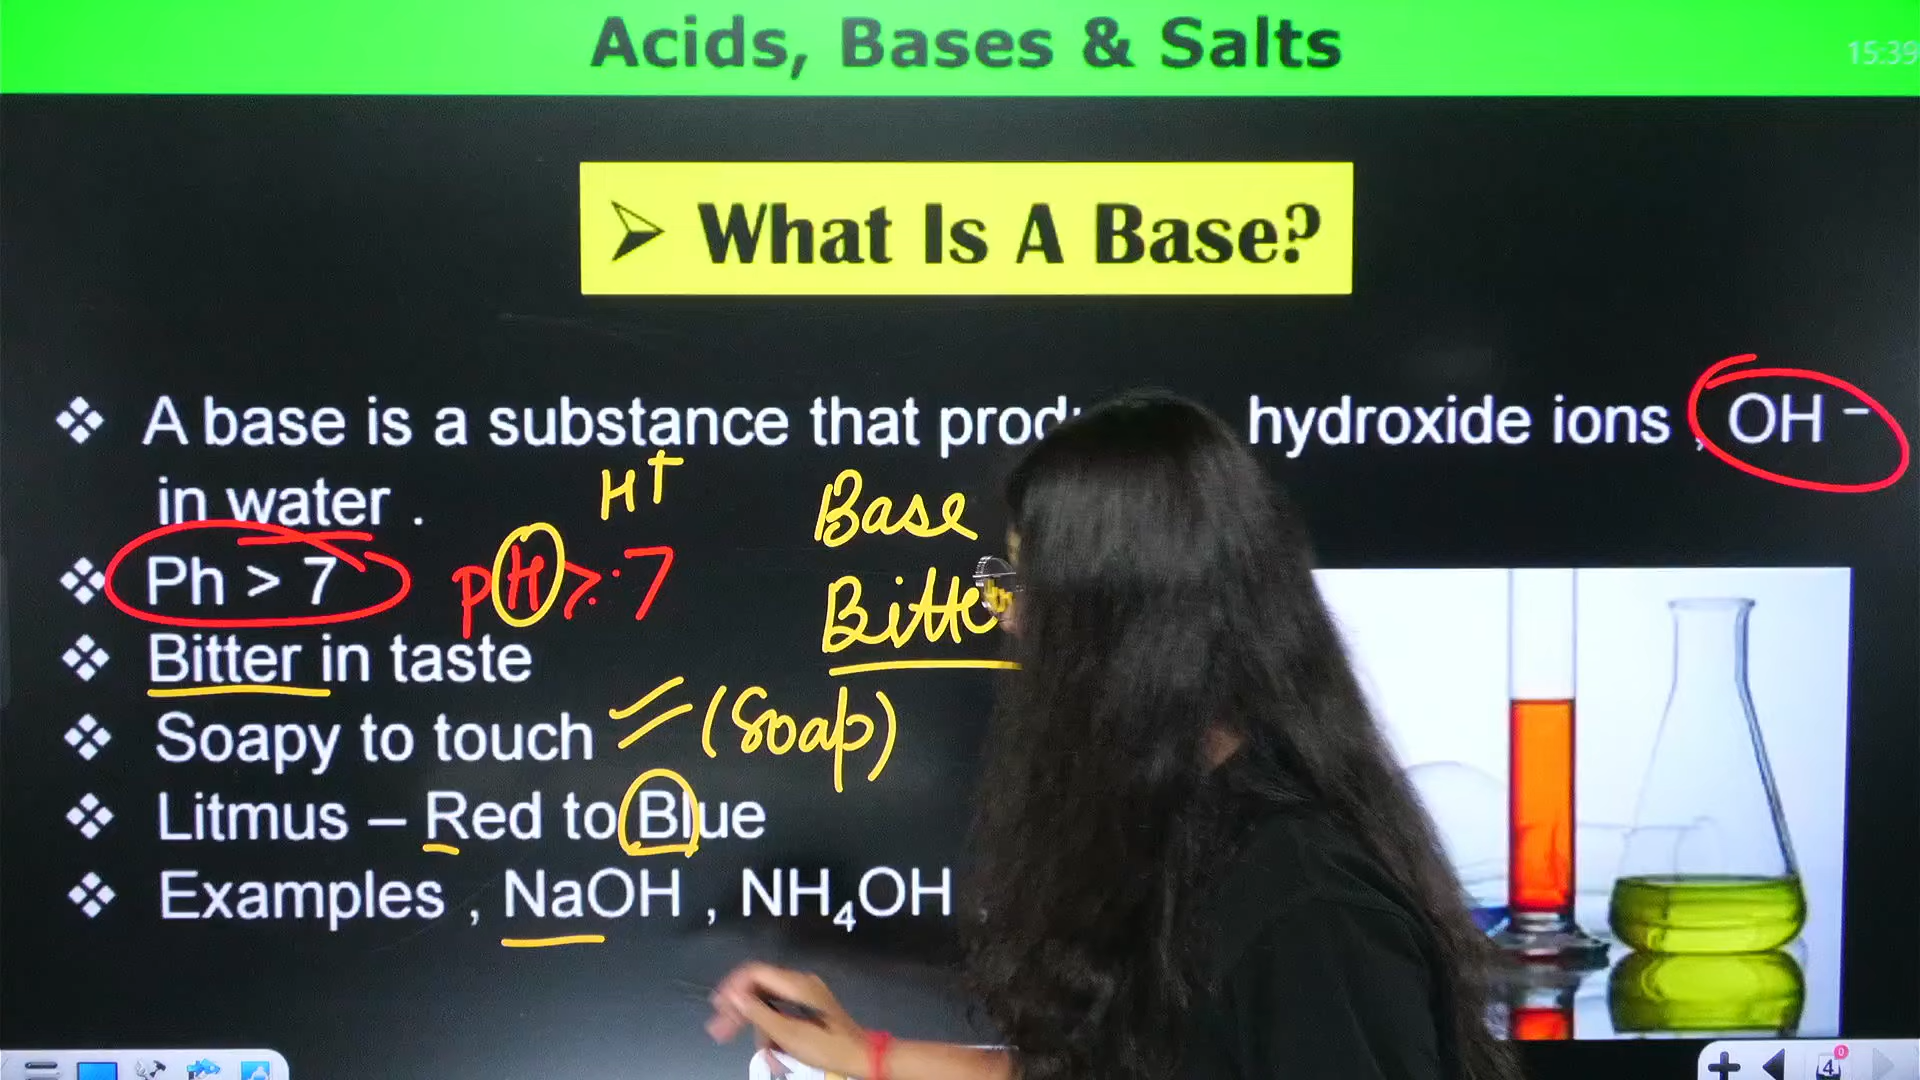 Acids, Bases & Salts
15:39
What Is A Base?
A base is a substance that hydroxide ions , OH ⁻
in water .
H+
Base
Ph > 7 pH > 7
Bitter in taste
Soapy to touch = (Soap)
Litmus – Red to Blue
Examples , NaOH , NH₄OH
4